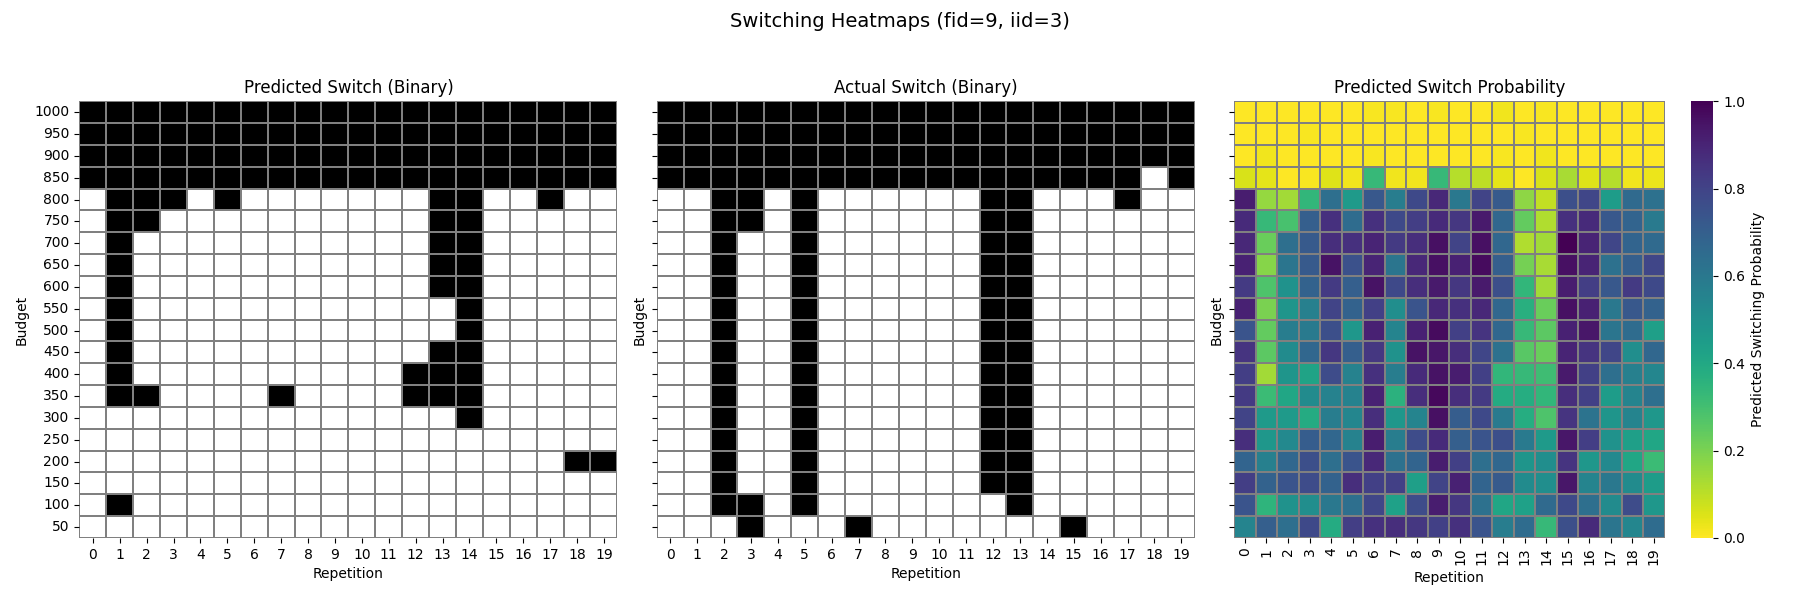 Switching Heatmaps (fid=9, iid=3)
Predicted Switch (Binary)
Actual Switch (Binary)
Predicted Switch Probability
1000
950
900
850
800
750
700
650
600
550
500
450
400
350
300
250
200
150
100
50
Budget
0 1 2 3 4 5 6 7 8 9 10 11 12 13 14 15 16 17 18 19
Repetition
Budget
0 1 2 3 4 5 6 7 8 9 10 11 12 13 14 15 16 17 18 19
Repetition
Budget
0 1 2 3 4 5 6 7 8 9 10 11 12 13 14 15 16 17 18 19
Repetition
1.0
0.8
0.6
0.4
0.2
0.0
Predicted Switching Probability